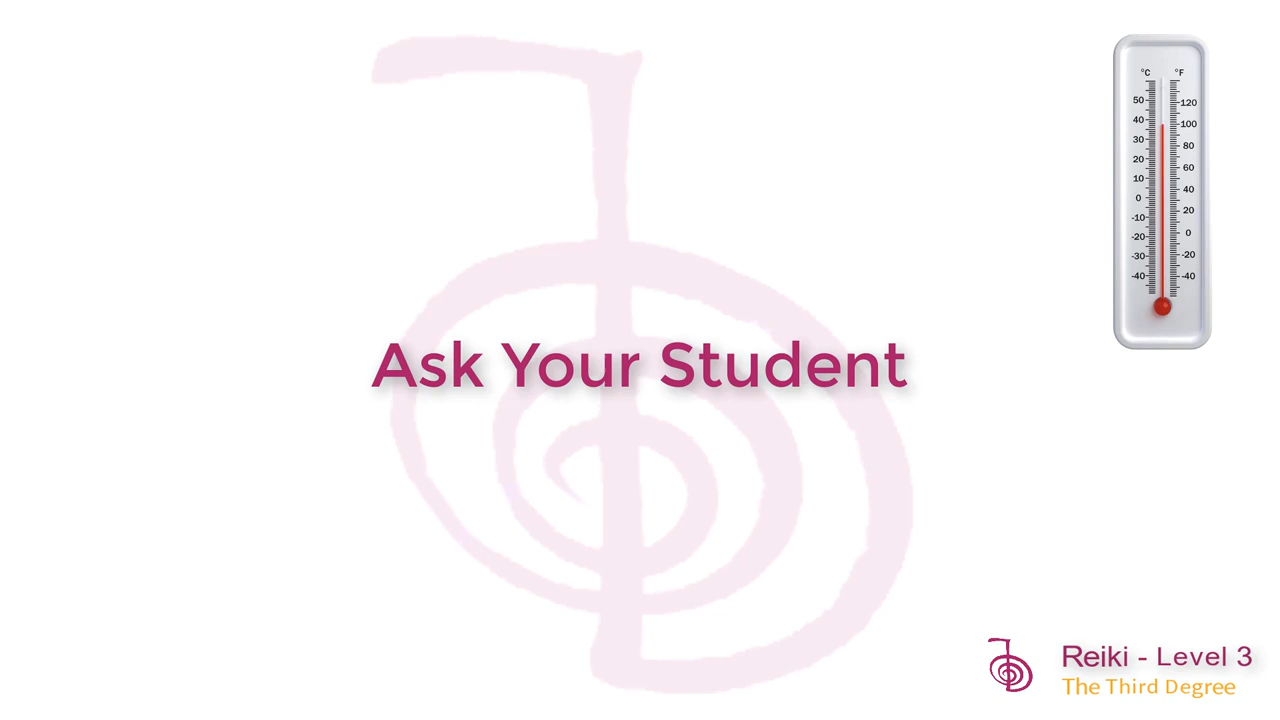 Ask Your Student
°C °F
50 120
40 100
30 80
20 60
10 40
0 20
-10 0
-20 -20
-30 -40
-40
Reiki - Level 3
The Third Degree